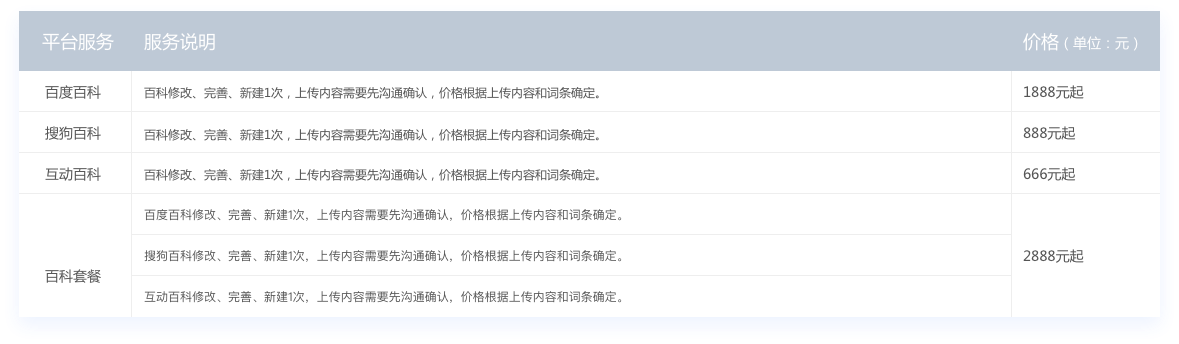 平台服务 服务说明 价格（单位：元）
百度百科 百科修改、完善、新建1次，上传内容需要先沟通确认，价格根据上传内容和词条确定。 1888元起
搜狗百科 百科修改、完善、新建1次，上传内容需要先沟通确认，价格根据上传内容和词条确定。 888元起
互动百科 百科修改、完善、新建1次，上传内容需要先沟通确认，价格根据上传内容和词条确定。 666元起
百度百科修改、完善、新建1次，上传内容需要先沟通确认，价格根据上传内容和词条确定。
搜狗百科修改、完善、新建1次，上传内容需要先沟通确认，价格根据上传内容和词条确定。 2888元起
百科套餐
互动百科修改、完善、新建1次，上传内容需要先沟通确认，价格根据上传内容和词条确定。